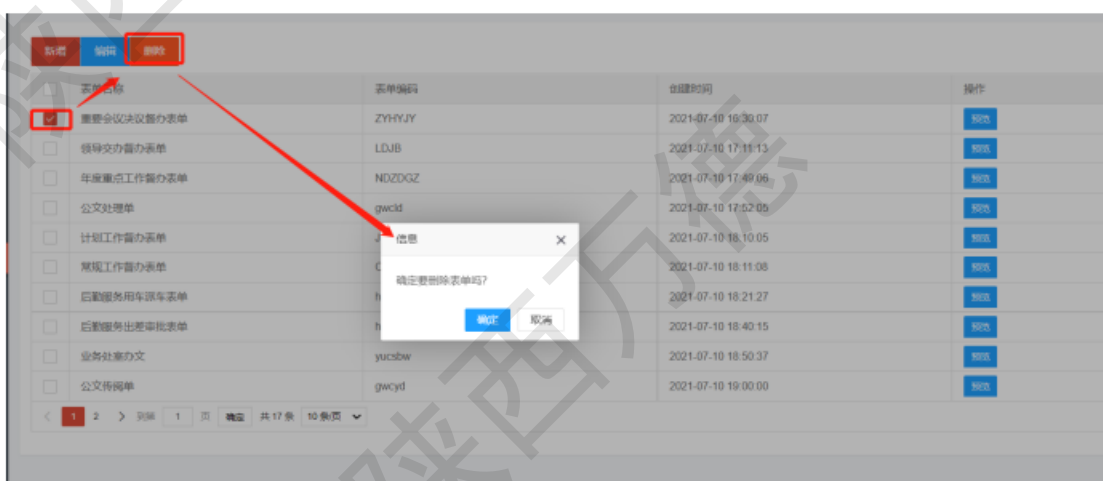 新增 编辑 删除
表单名称 表单编码 创建时间 操作
重要会议决议督办表单 ZYHYJY 2021-07-10 16:30:07 预览
领导交办督办表单 LDJB 2021-07-10 17:11:13 预览
年度重点工作督办表单 NDZDGZ 2021-07-10 17:49:06 预览
公文处理单 gwcld 2021-07-10 17:52:05 预览
计划工作督办表单 J 2021-07-10 18:10:05 预览
常规工作督办表单 C 2021-07-10 18:11:08 预览
后勤服务用车派车表单 h 2021-07-10 18:21:27 预览
后勤服务出差审批表单 h 2021-07-10 18:40:15 预览
业务处室办文 yucsbw 2021-07-10 18:50:37 预览
公文传阅单 gwcyd 2021-07-10 19:00:00 预览
信息
确定要删除表单吗?
确定 取消
1 2 到第 1 页 确定 共17条 10条/页
陕西万德